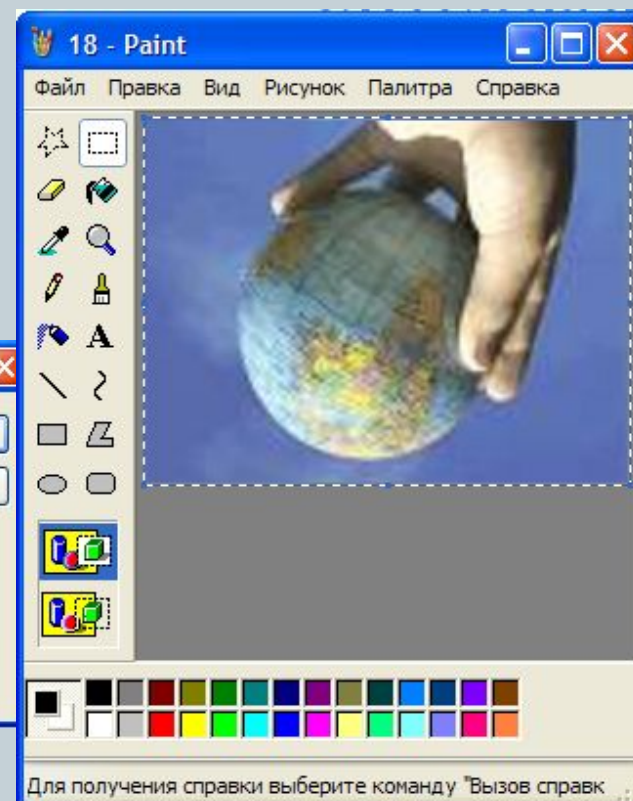 18 - Paint
Файл Правка Вид Рисунок Палитра Справка
A
Для получения справки выберите команду "Вызов справк